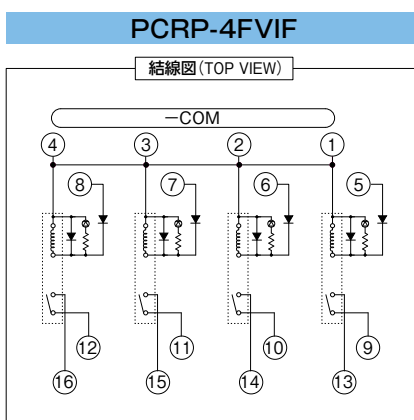 PCRP-4FVIF
結線図(TOP VIEW)
−COM
④ ③ ② ①
⑧ ⑦ ⑥ ⑤
⑫ ⑪ ⑩ ⑨
⑯ ⑮ ⑭ ⑬